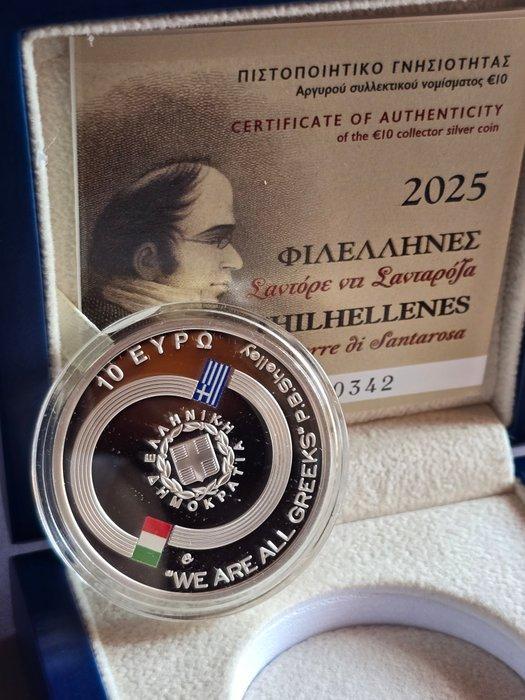 ΠΙΣΤΟΠΟΙΗΤΙΚΟ ΓΝΗΣΙΟΤΗΤΑΣ
Αργυρού συλλεκτικού νομίσματος €10
CERTIFICATE OF AUTHENTICITY
of the €10 collector silver coin
2025
ΦΙΛΕΛΛΗΝΕΣ
Σαντόρε ντι Σανταρόζα
HILHELLENES
rre di Santarosa
0342
10 ΕΥΡΩ
ΕΛΛΗΝΙΚΗ
ΔΗΜΟΚΡΑΤΙΑ
"WE ARE ALL GREEKS" P.B.Shelley